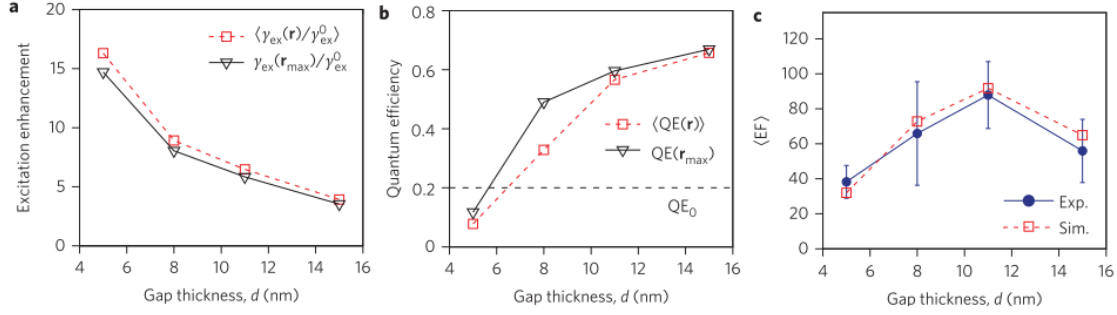 a
Excitation enhancement
20
15
10
5
0
⟨γex(r)/γ⁰ex⟩
γex(rmax)/γ⁰ex
4 6 8 10 12 14 16
Gap thickness, d (nm)
b
Quantum efficiency
0.8
0.6
0.4
0.2
0
⟨QE(r)⟩
QE(rmax)
QE₀
4 6 8 10 12 14 16
Gap thickness, d (nm)
c
⟨EF⟩
120
100
80
60
40
20
0
Exp.
Sim.
4 6 8 10 12 14 16
Gap thickness, d (nm)